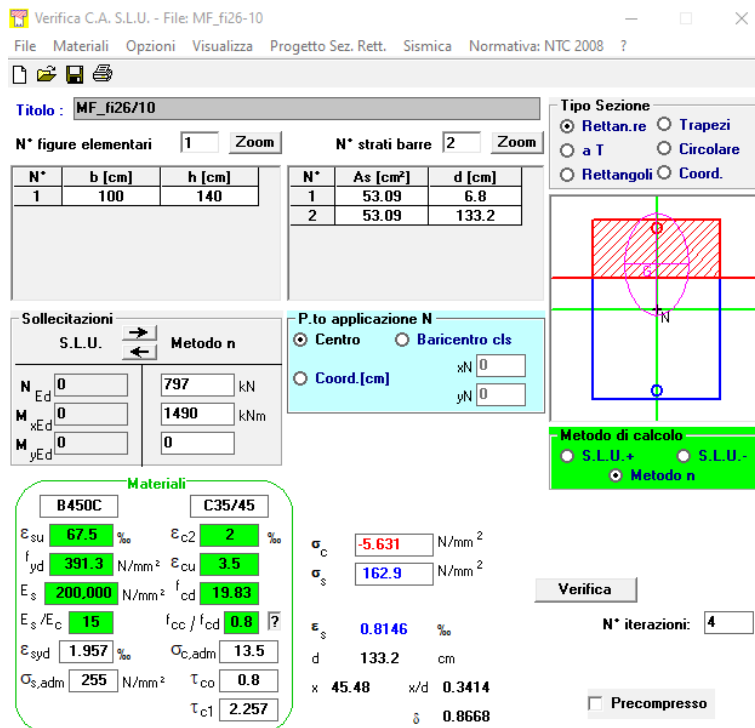 Verifica C.A. S.L.U. - File: MF_fi26-10
File Materiali Opzioni Visualizza Progetto Sez. Rett. Sismica Normativa: NTC 2008 ?
Titolo : MF_fi26/10
N° figure elementari 1 Zoom
N° strati barre 2 Zoom
N° b [cm] h [cm]
1 100 140
N° As [cm²] d [cm]
1 53.09 6.8
2 53.09 133.2
Tipo Sezione
Rettan.re Trapezi
a T Circolare
Rettangoli Coord.
G
N
Sollecitazioni
S.L.U. Metodo n
N Ed 0 797 kN
M xEd 0 1490 kNm
M yEd 0 0
P.to applicazione N
Centro Baricentro cls
Coord.[cm] xN 0
yN 0
Metodo di calcolo
S.L.U.+ S.L.U.-
Metodo n
Materiali
B450C C35/45
εsu 67.5 ‰ εc2 2 ‰
fyd 391.3 N/mm² εcu 3.5
Es 200,000 N/mm² fcd 19.83
Es/Ec 15 fcc / fcd 0.8 ?
εsyd 1.957 ‰ σc,adm 13.5
σs,adm 255 N/mm² τco 0.8
τc1 2.257
σc -5.631 N/mm²
σs 162.9 N/mm²
εs 0.8146 ‰
d 133.2 cm
x 45.48 x/d 0.3414
δ 0.8668
Verifica
N° iterazioni: 4
Precompresso